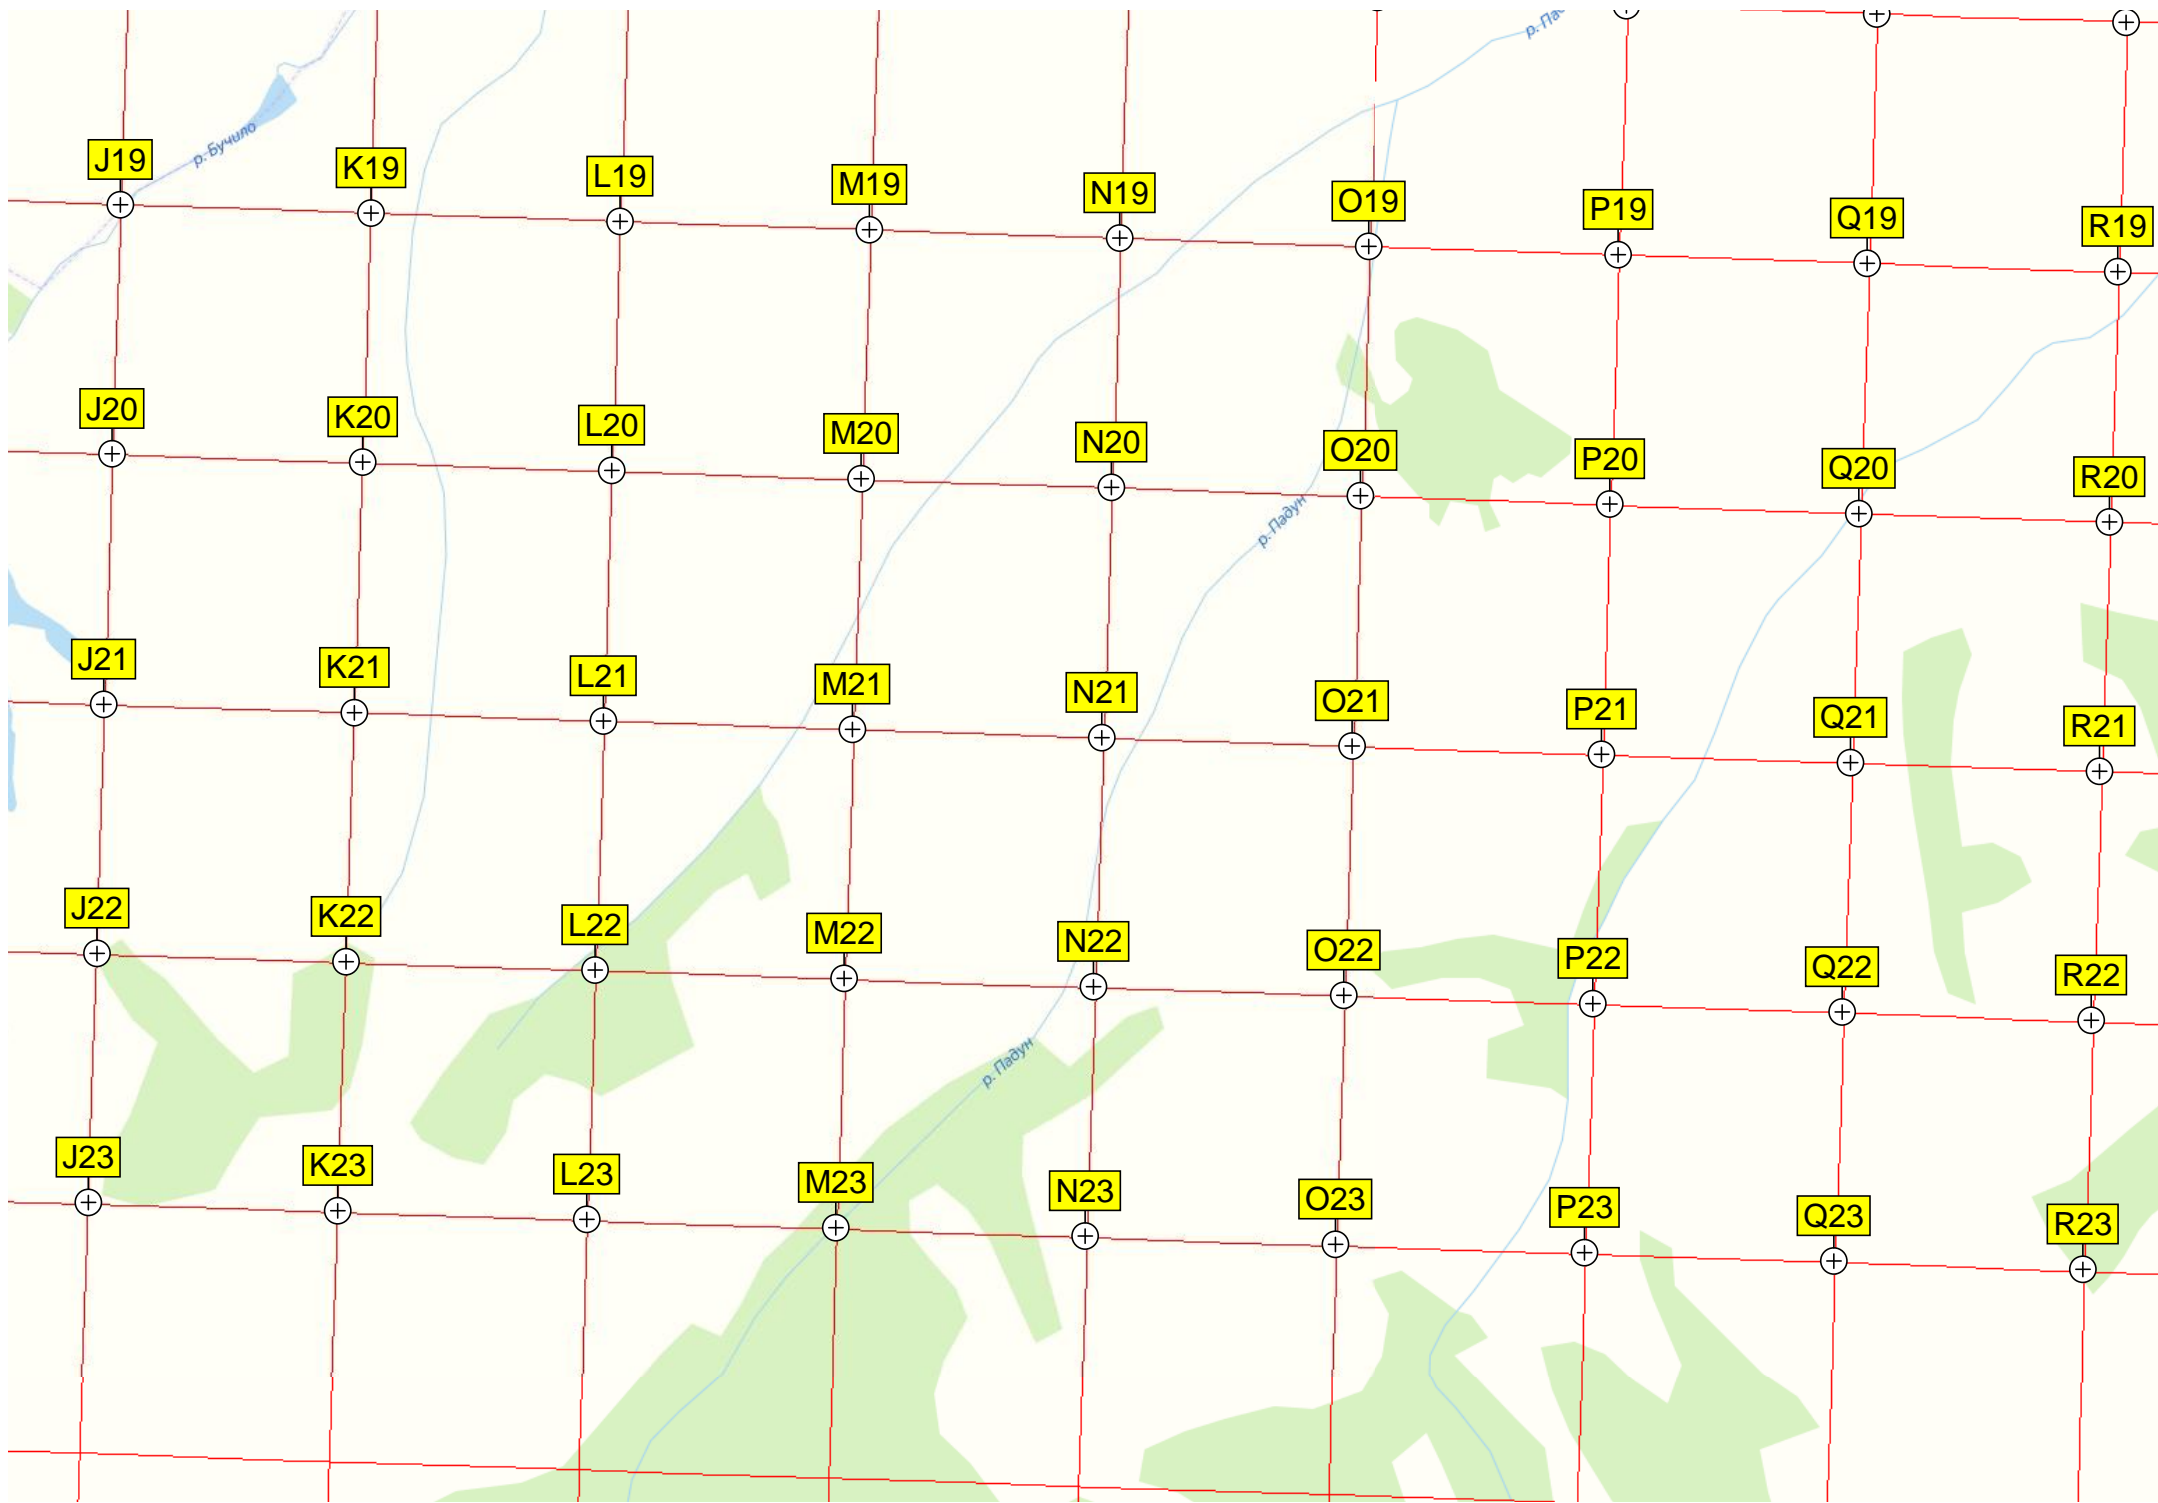 р. Пад
р. Бучило
J19 K19 L19 M19 N19 O19 P19 Q19 R19
J20 K20 L20 M20 N20 O20 P20 Q20 R20
р. Падун
J21 K21 L21 M21 N21 O21 P21 Q21 R21
J22 K22 L22 M22 N22 O22 P22 Q22 R22
р. Падун
J23 K23 L23 M23 N23 O23 P23 Q23 R23